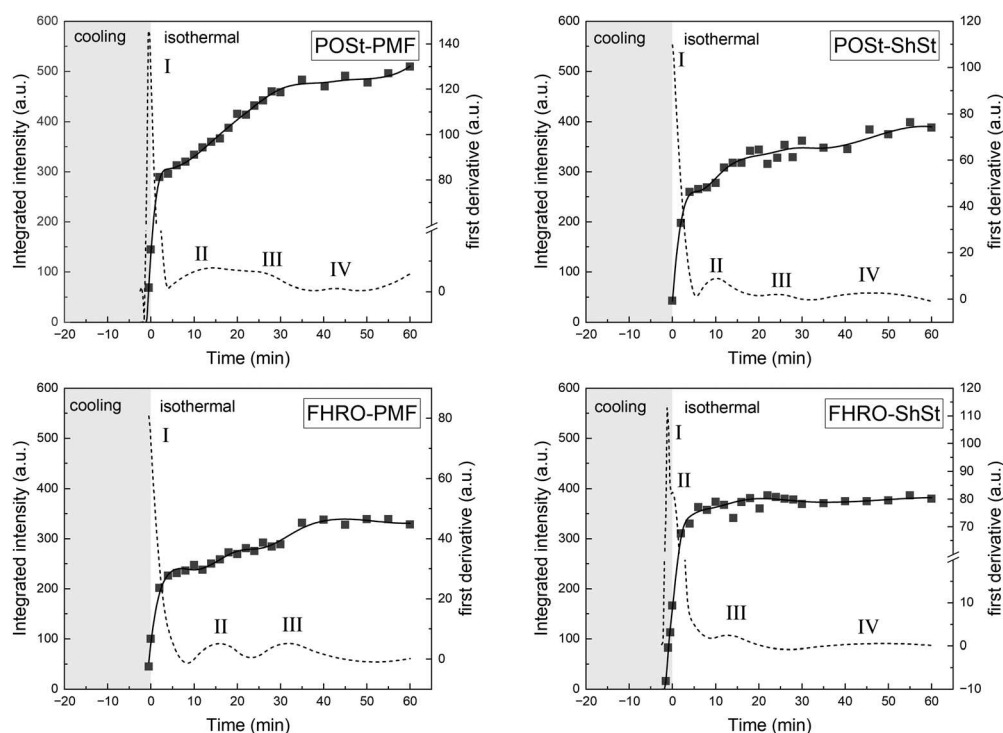 cooling isothermal POSt-PMF
I
II III IV
Integrated intensity (a.u.)
600
500
400
300
200
100
0
first derivative (a.u.)
140
120
100
80
0
−20 −10 0 10 20 30 40 50 60
Time (min)
cooling isothermal POSt-ShSt
I
II III IV
Integrated intensity (a.u.)
600
500
400
300
200
100
0
first derivative (a.u.)
120
100
80
60
40
20
0
−20 −10 0 10 20 30 40 50 60
Time (min)
cooling isothermal FHRO-PMF
I
II III
Integrated intensity (a.u.)
600
500
400
300
200
100
0
first derivative (a.u.)
80
60
40
20
0
−20 −10 0 10 20 30 40 50 60
Time (min)
cooling isothermal FHRO-ShSt
I
II
III IV
Integrated intensity (a.u.)
600
500
400
300
200
100
0
first derivative (a.u.)
120
110
100
90
80
70
10
0
−10
−20 −10 0 10 20 30 40 50 60
Time (min)